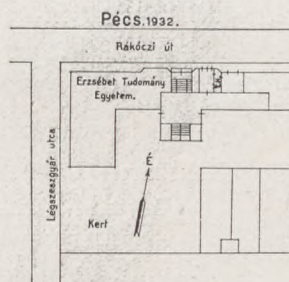 Pécs.1932.
Rákóczi út
Erzsébet Tudomány
Egyetem.
Légszeszgyár utca
É
Kert